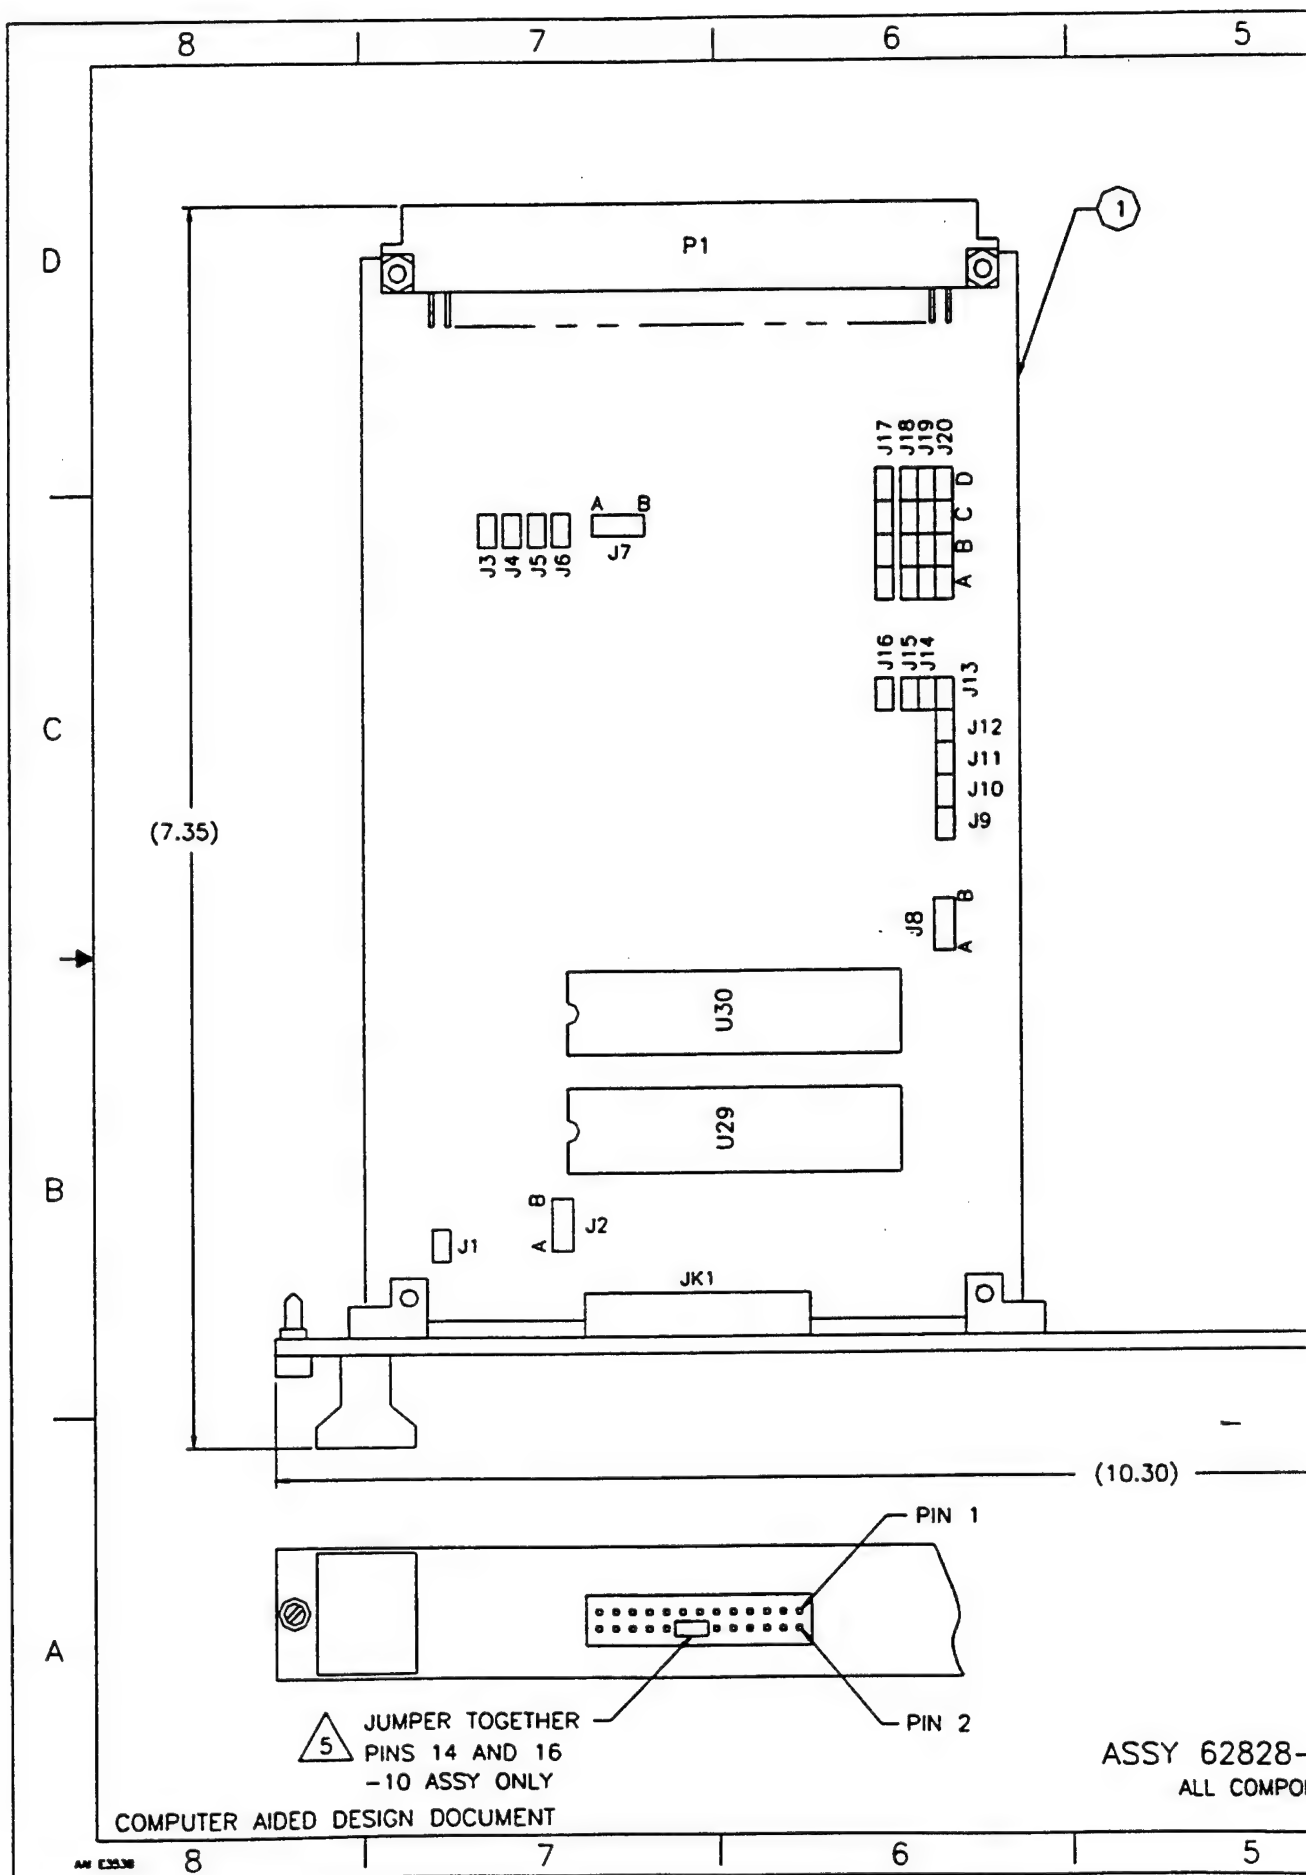 8 7 6 5
1
D
P1
J17 J18 J19 J20
D
C
B
A
A B
J3 J4 J5 J6 J7
J16 J15 J14 J13
C
J12
J11
J10
J9
(7.35)
B
J8
A
U30
U29
B
B
J2
A
J1
JK1
(10.30)
PIN 1
A
PIN 2
5 JUMPER TOGETHER
PINS 14 AND 16
-10 ASSY ONLY
ASSY 62828-
ALL COMPO
COMPUTER AIDED DESIGN DOCUMENT
8 7 6 5